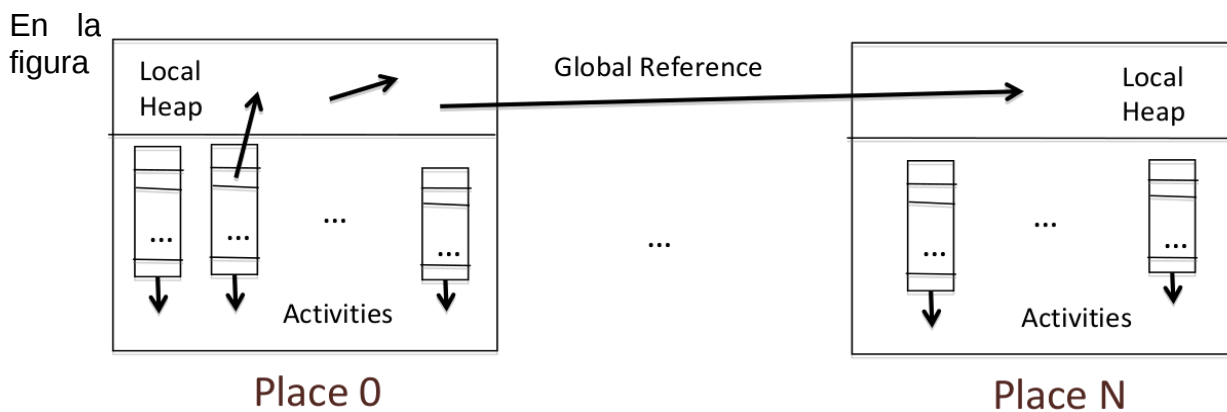 En la
figura
Local
Heap
Global Reference
Local
Heap
...
...
...
...
...
...
...
...
Activities
Activities
Place 0
Place N